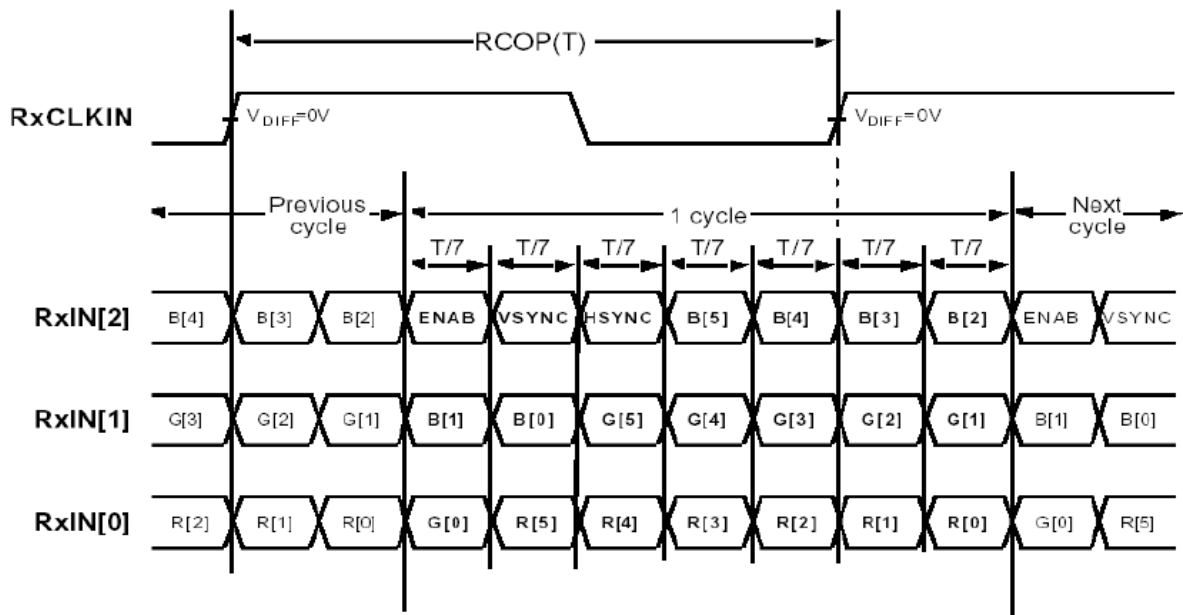 RCOP(T)
RxCLKIN
VDIFF=0V
VDIFF=0V
Previous cycle
1 cycle
Next cycle
T/7 T/7 T/7 T/7 T/7 T/7 T/7
RxIN[2] B[4] B[3] B[2] ENAB VSYNC HSYNC B[5] B[4] B[3] B[2] ENAB VSYNC
RxIN[1] G[3] G[2] G[1] B[1] B[0] G[5] G[4] G[3] G[2] G[1] B[1] B[0]
RxIN[0] R[2] R[1] R[0] G[0] R[5] R[4] R[3] R[2] R[1] R[0] G[0] R[5]